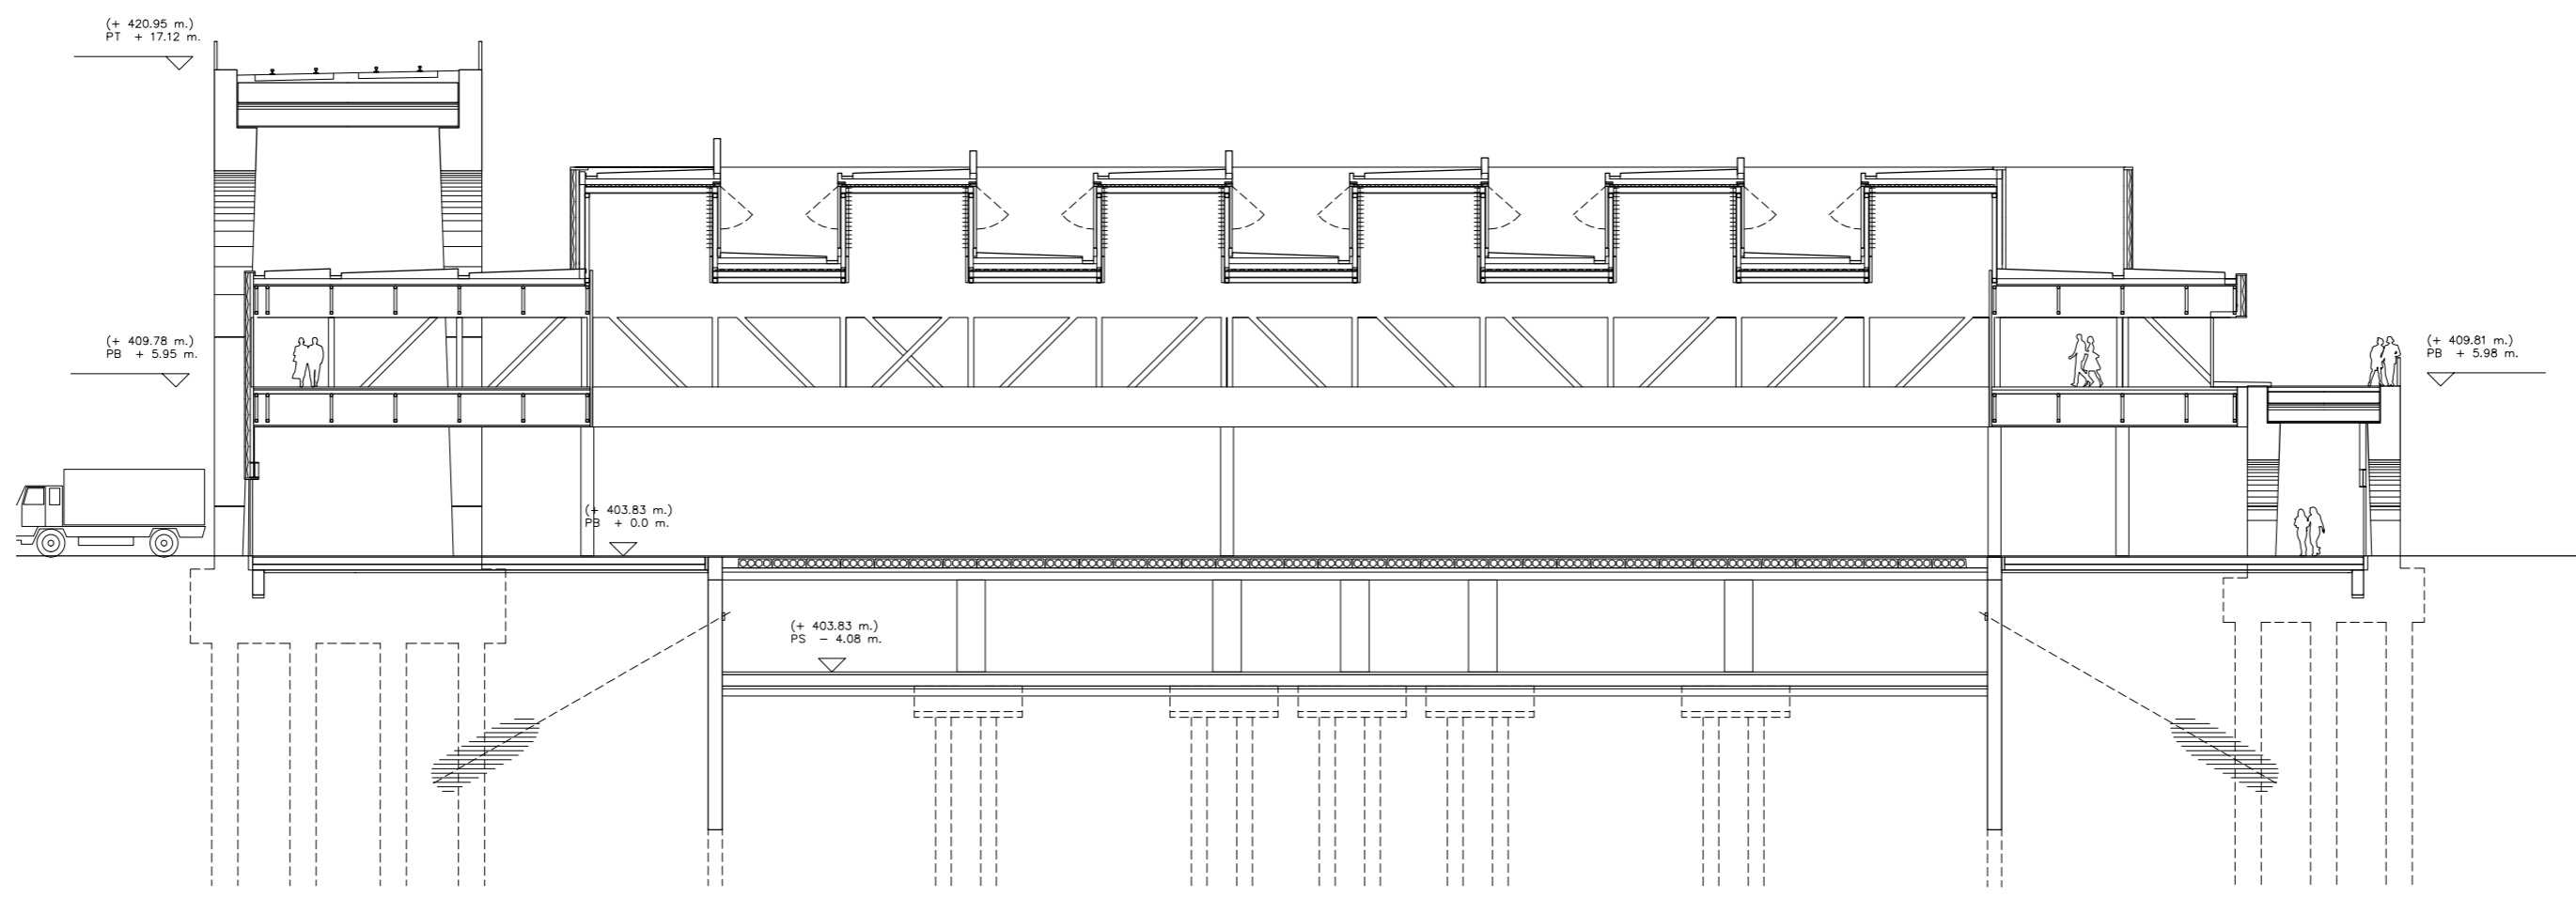 (+ 420.95 m.)
PT + 17.12 m.
(+ 409.78 m.)
PB + 5.95 m.
(+ 409.81 m.)
PB + 5.98 m.
(+ 403.83 m.)
PB + 0.0 m.
(+ 403.83 m.)
PS - 4.08 m.